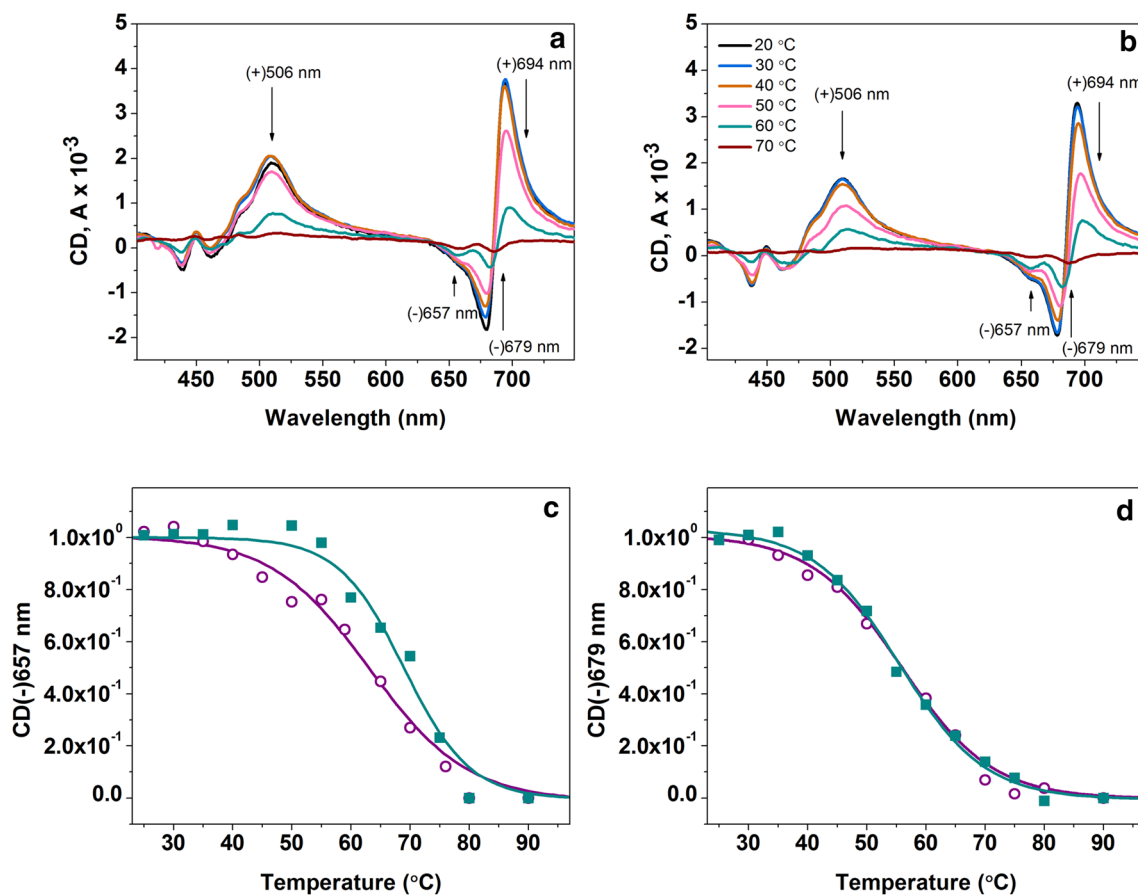 a
(+)506 nm
(+)694 nm
(-)657 nm
(-)679 nm
5
4
3
2
1
0
-1
-2
CD, A x 10⁻³
450 500 550 600 650 700
Wavelength (nm)
b
20 °C
30 °C
40 °C
50 °C
60 °C
70 °C
(+)506 nm
(+)694 nm
(-)657 nm
(-)679 nm
5
4
3
2
1
0
-1
-2
CD, A x 10⁻³
450 500 550 600 650 700
Wavelength (nm)
c
1.0x10⁰
8.0x10⁻¹
6.0x10⁻¹
4.0x10⁻¹
2.0x10⁻¹
0.0
CD(-)657 nm
30 40 50 60 70 80 90
Temperature (°C)
d
1.0x10⁰
8.0x10⁻¹
6.0x10⁻¹
4.0x10⁻¹
2.0x10⁻¹
0.0
CD(-)679 nm
30 40 50 60 70 80 90
Temperature (°C)